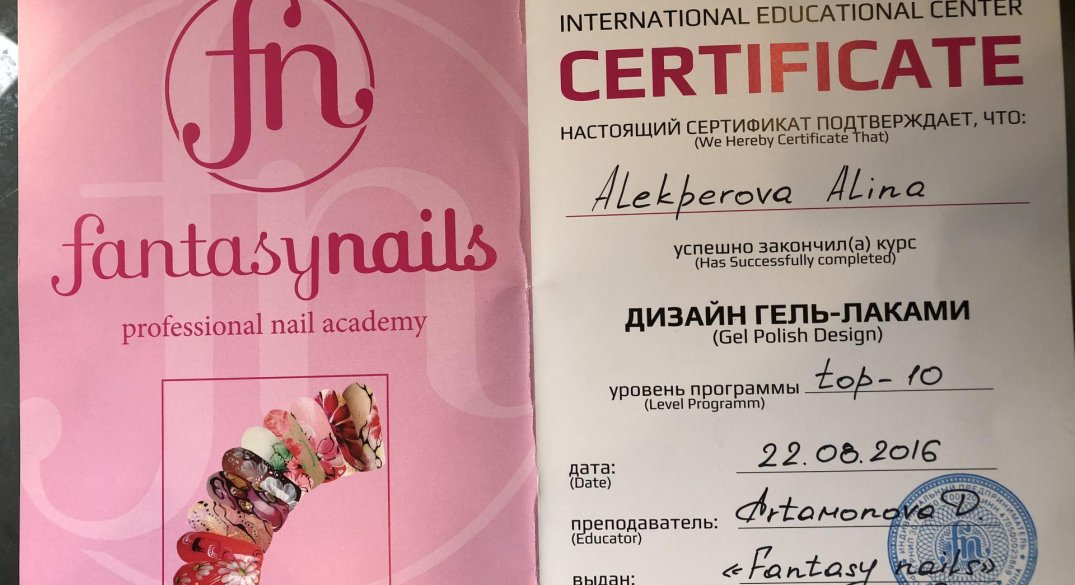 fn
fantasynails
professional nail academy
INTERNATIONAL EDUCATIONAL CENTER
CERTIFICATE
НАСТОЯЩИЙ СЕРТИФИКАТ ПОДТВЕРЖДАЕТ, ЧТО:
(We Hereby Certificate That)
Alekperova Alina
успешно закончил(а) курс
(Has Successfully completed)
ДИЗАЙН ГЕЛЬ-ЛАКАМИ
(Gel Polish Design)
уровень программы top-10
(Level Programm)
дата: 22.08.2016
(Date)
преподаватель: Artamonova D.
(Educator)
выдан: «Fantasy nails»
fn